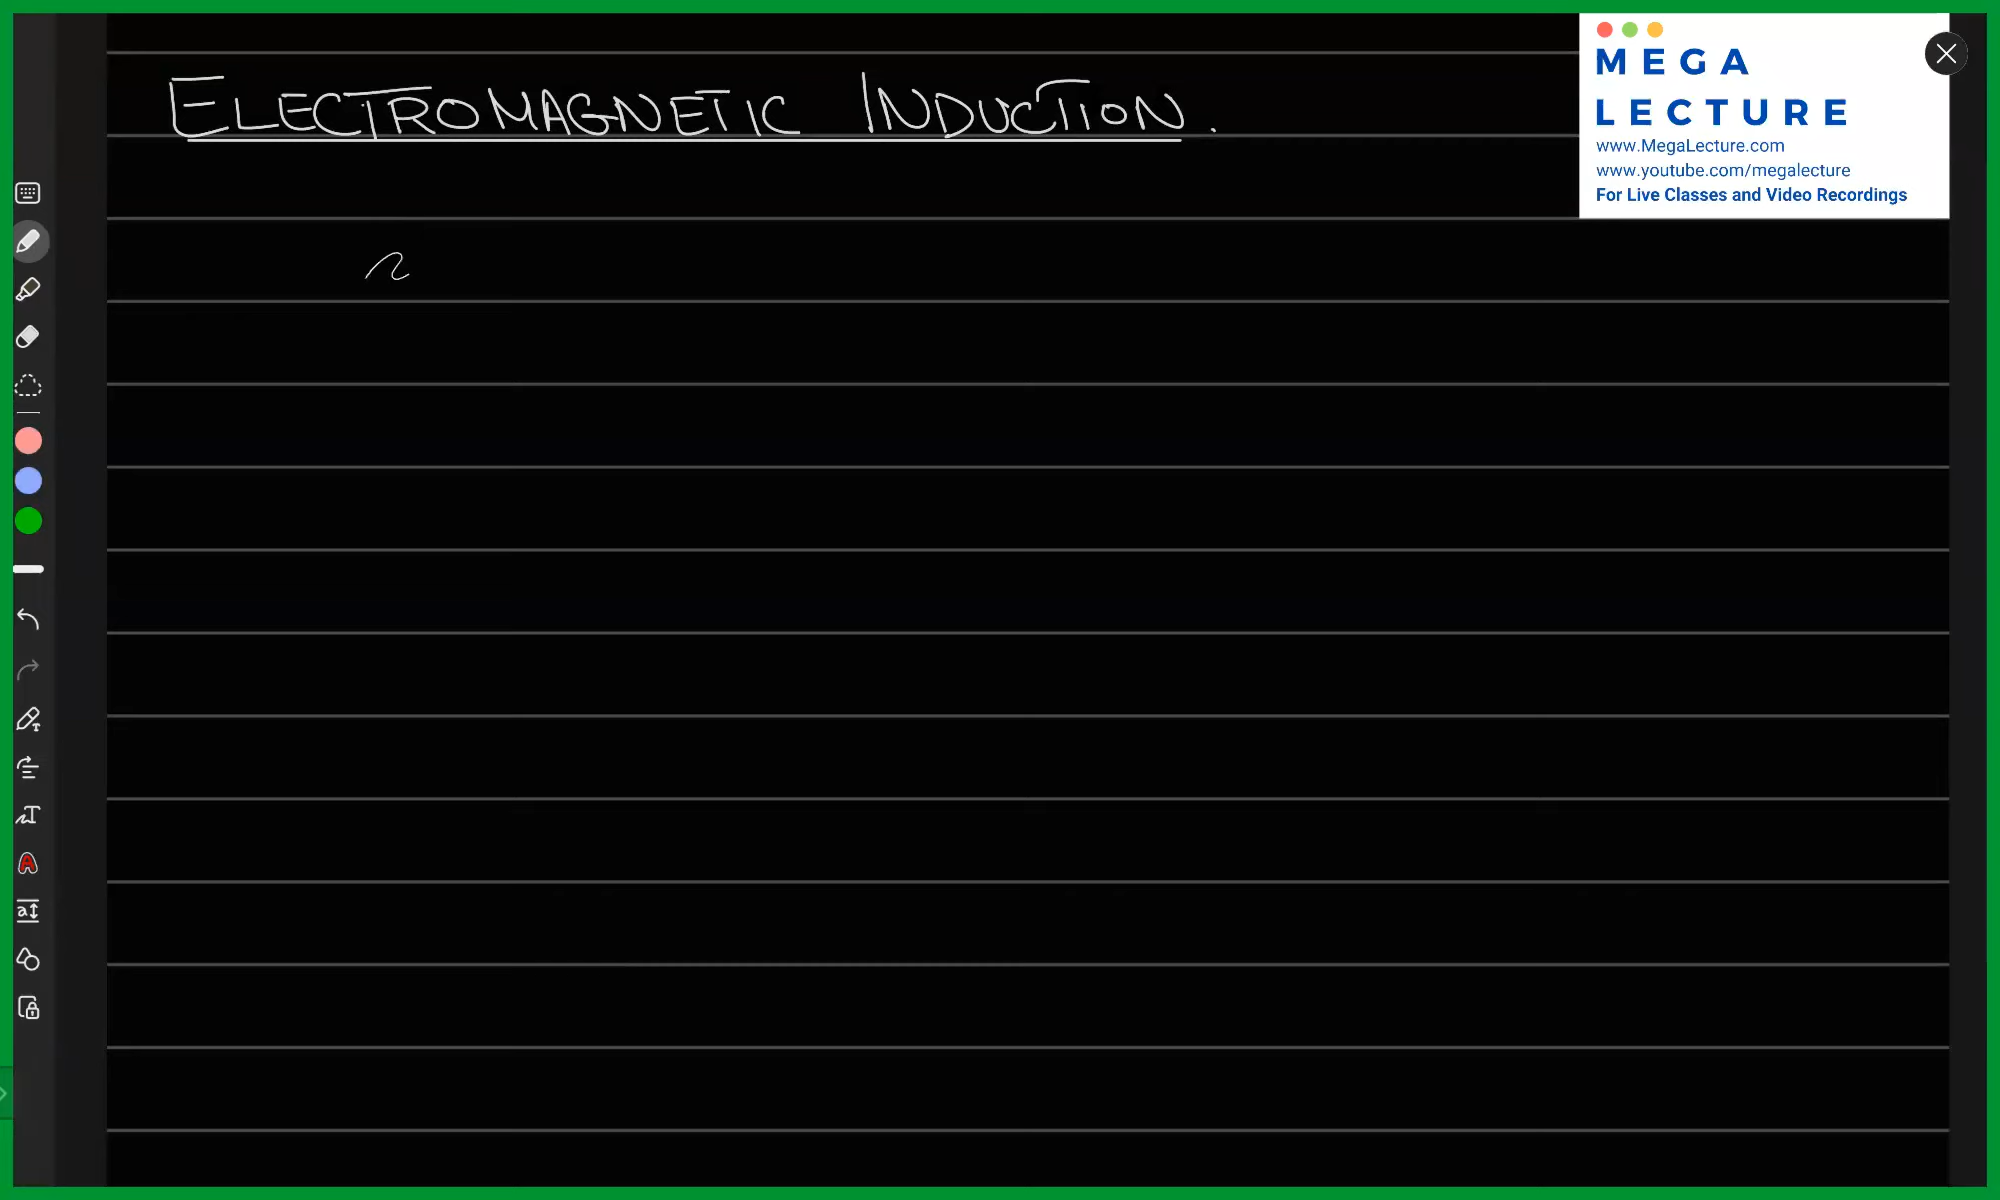 ELECTROMAGNETIC INDUCTION.
MEGA
LECTURE
www.MegaLecture.com
www.youtube.com/megalecture
For Live Classes and Video Recordings